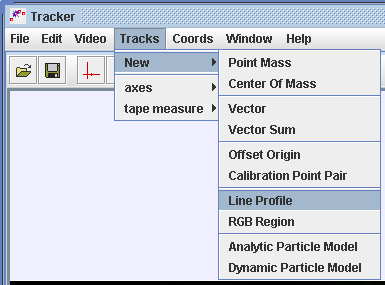 Tracker
File Edit Video Tracks Coords Window Help
New
axes
tape measure
Point Mass
Center Of Mass
Vector
Vector Sum
Offset Origin
Calibration Point Pair
Line Profile
RGB Region
Analytic Particle Model
Dynamic Particle Model